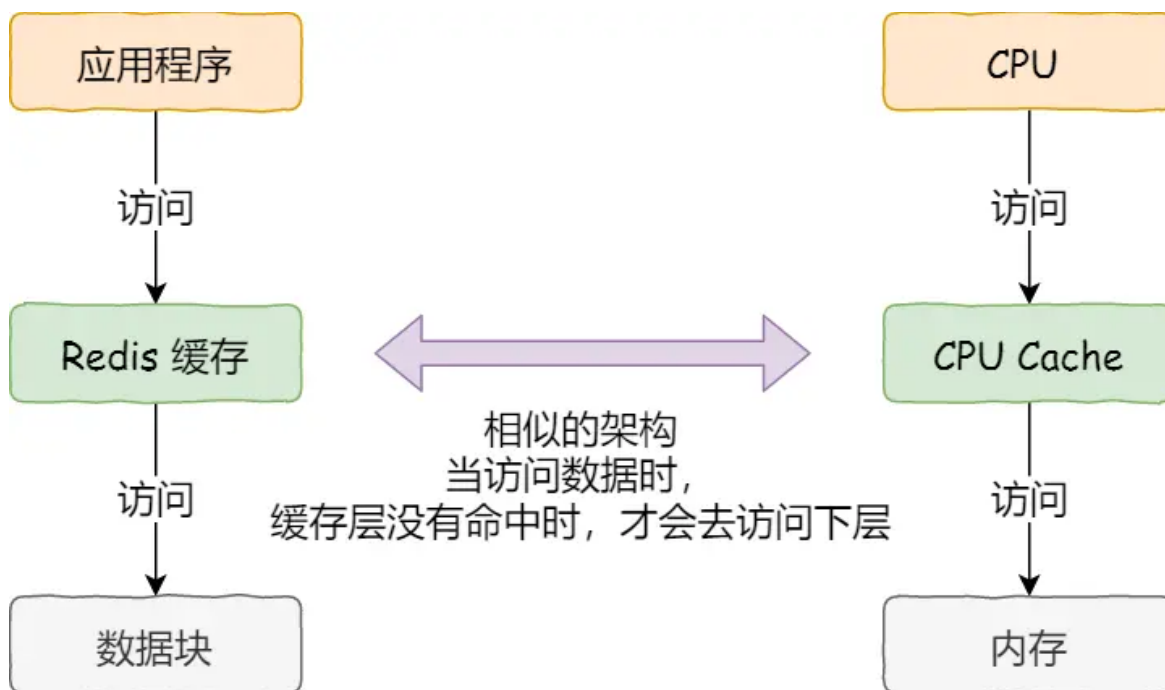 应用程序
CPU
访问
访问
Redis 缓存
CPU Cache
相似的架构
当访问数据时，
缓存层没有命中时，才会去访问下层
访问
访问
数据块
内存